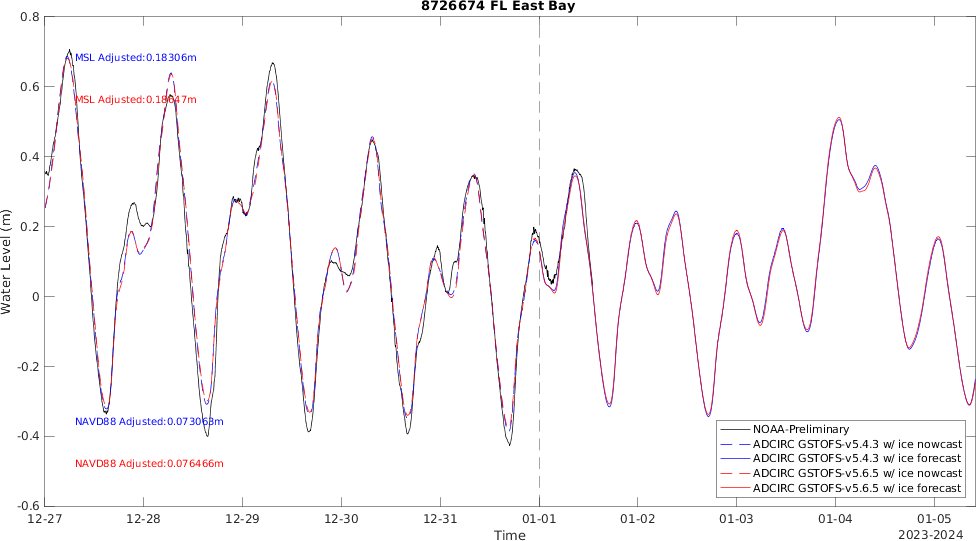 8726674 FL East Bay
0.8
0.6
0.4
0.2
0
-0.2
-0.4
-0.6
Water Level (m)
MSL Adjusted:0.18306m
MSL Adjusted:0.18647m
NAVD88 Adjusted:0.073063m
NAVD88 Adjusted:0.076466m
NOAA-Preliminary
ADCIRC GSTOFS-v5.4.3 w/ ice nowcast
ADCIRC GSTOFS-v5.4.3 w/ ice forecast
ADCIRC GSTOFS-v5.6.5 w/ ice nowcast
ADCIRC GSTOFS-v5.6.5 w/ ice forecast
12-27 12-28 12-29 12-30 12-31 01-01 01-02 01-03 01-04 01-05
Time
2023-2024